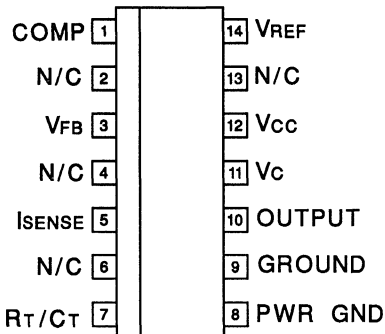 COMP 1 14 VREF
N/C 2 13 N/C
VFB 3 12 VCC
N/C 4 11 VC
ISENSE 5 10 OUTPUT
N/C 6 9 GROUND
RT/CT 7 8 PWR GND